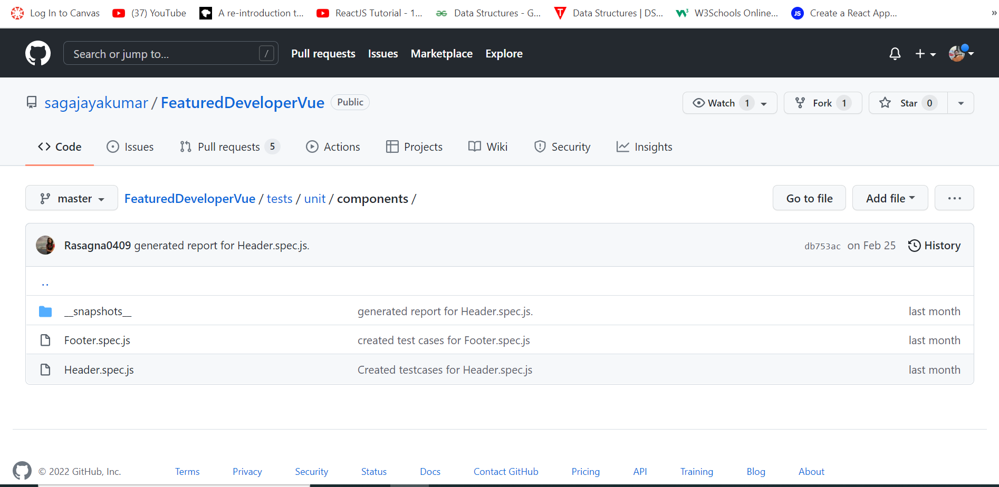 Log In to Canvas (37) YouTube A re-introduction t... ReactJS Tutorial - 1... Data Structures - G... Data Structures | DS... W3Schools Online... JS Create a React App... »
Search or jump to... / Pull requests Issues Marketplace Explore
sagajayakumar / FeaturedDeveloperVue Public Watch 1 Fork 1 Star 0
Code Issues Pull requests 5 Actions Projects Wiki Security Insights
master FeaturedDeveloperVue / tests / unit / components / Go to file Add file ...
Rasagna0409 generated report for Header.spec.js. db753ac on Feb 25 History
..
__snapshots__ generated report for Header.spec.js. last month
Footer.spec.js created test cases for Footer.spec.js last month
Header.spec.js Created testcases for Header.spec.js last month
© 2022 GitHub, Inc. Terms Privacy Security Status Docs Contact GitHub Pricing API Training Blog About